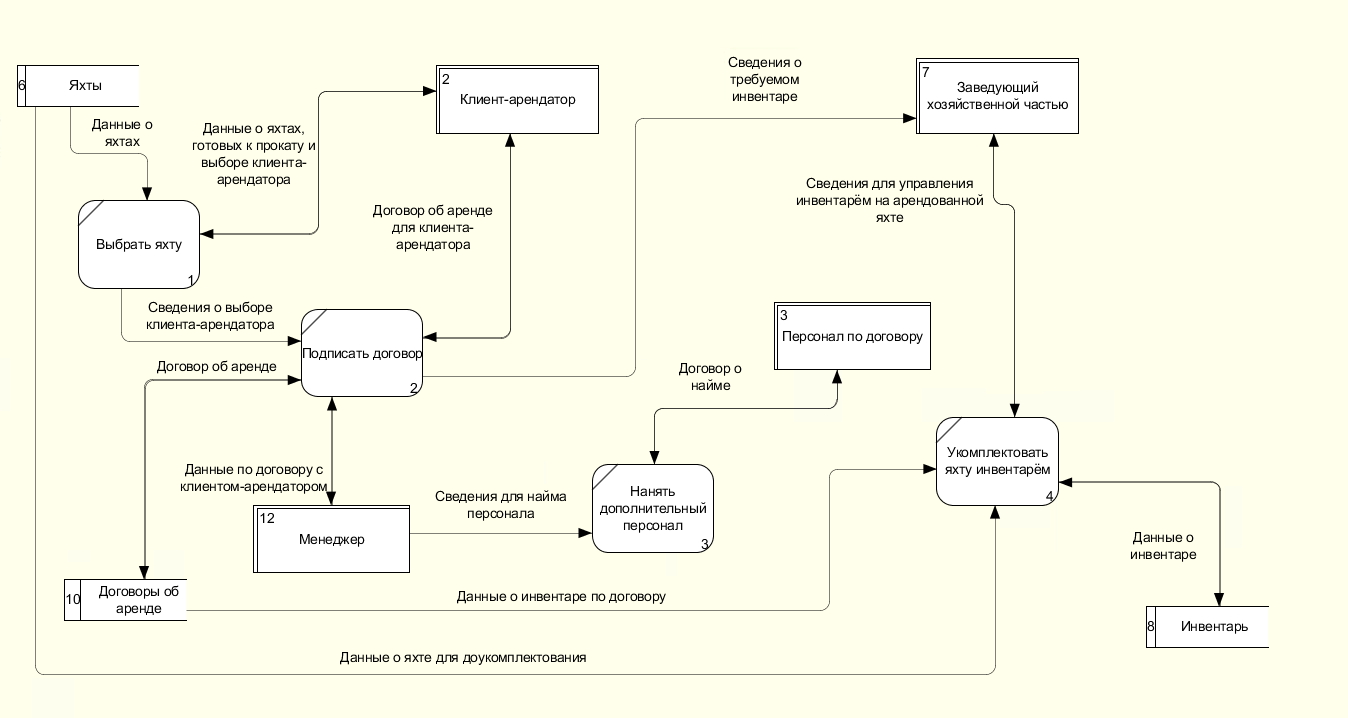 6
Яхты
Данные о
яхтах
Данные о яхтах,
готовых к прокату и
выборе клиента-
арендатора
2
Клиент-арендатор
Сведения о
требуемом
инвентаре
7
Заведующий
хозяйственной частью
Выбрать яхту
1
Договор об аренде
для клиента-
арендатора
Сведения для управления
инвентарём на арендованной
яхте
Сведения о выборе
клиента-арендатора
Подписать договор
2
3
Персонал по договору
Договор об аренде
Договор о
найме
Данные по договору с
клиентом-арендатором
12
Менеджер
Сведения для найма
персонала
Нанять
дополнительный
персонал
3
Укомплектовать
яхту инвентарём
4
Данные о
инвентаре
10
Договоры об
аренде
Данные о инвентаре по договору
8
Инвентарь
Данные о яхте для доукомплектования